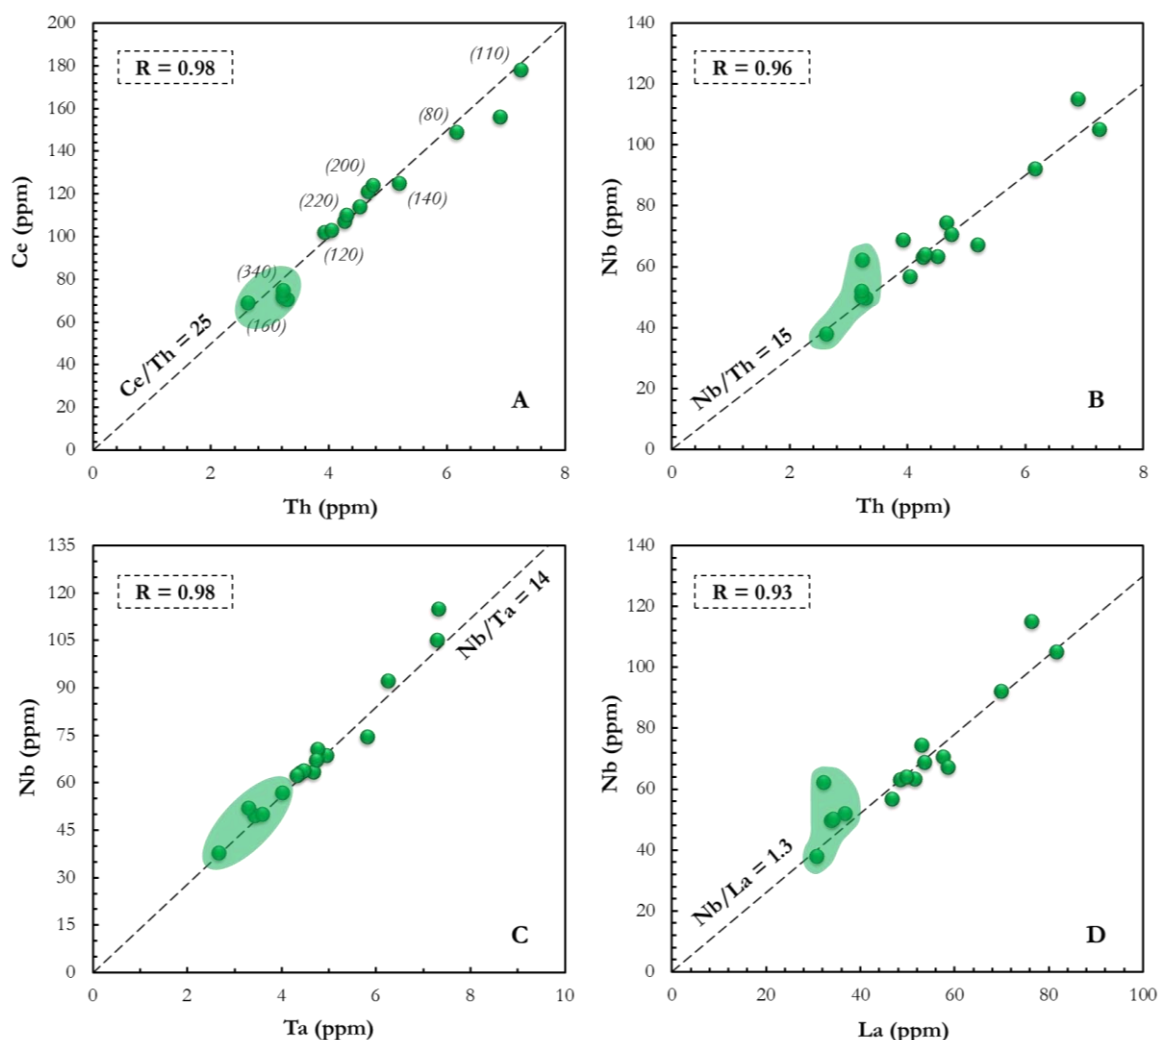 200
180
160
140
120
100
80
60
40
20
0
Ce (ppm)
R = 0.98
(110)
(80)
(200)
(140)
(220)
(120)
(340)
(160)
Ce/Th = 25
A
0 2 4 6 8
Th (ppm)
140
120
100
80
60
40
20
0
Nb (ppm)
R = 0.96
Nb/Th = 15
B
0 2 4 6 8
Th (ppm)
135
120
105
90
75
60
45
30
15
0
Nb (ppm)
R = 0.98
Nb/Ta = 14
C
0 2 4 6 8 10
Ta (ppm)
140
120
100
80
60
40
20
0
Nb (ppm)
R = 0.93
Nb/La = 1.3
D
0 20 40 60 80 100
La (ppm)